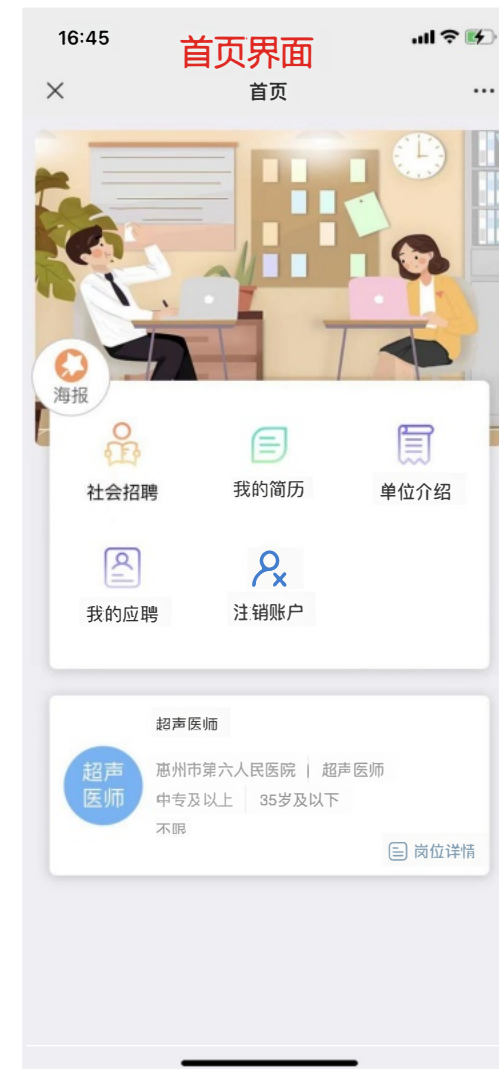 16:45
首页界面
首页
海报
社会招聘
我的简历
单位介绍
我的应聘
注销账户
超声医师
超声
医师
惠州市第六人民医院 | 超声医师
中专及以上 | 35岁及以下
不限
岗位详情